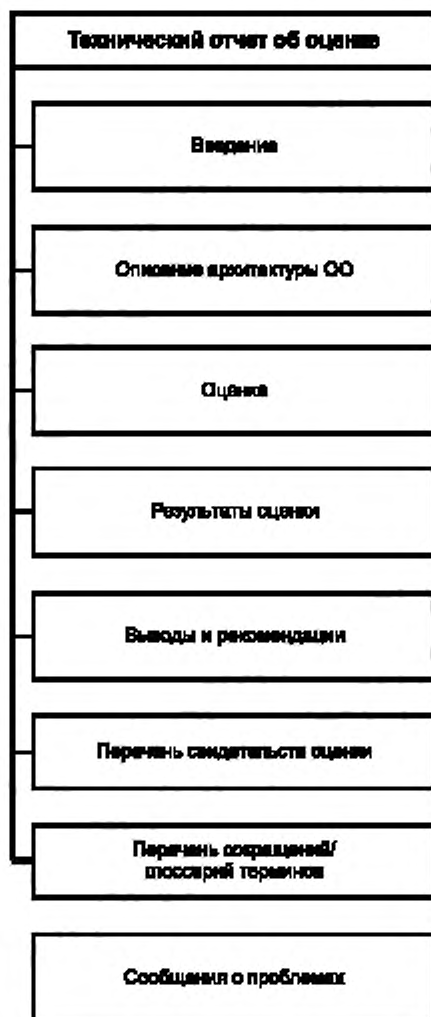 Технический отчет об оценке
Введение
Описание архитектуры ОО
Оценка
Результаты оценки
Выводы и рекомендации
Перечень свидетельств оценки
Перечень сокращений/
глоссарий терминов
Сообщения о проблемах